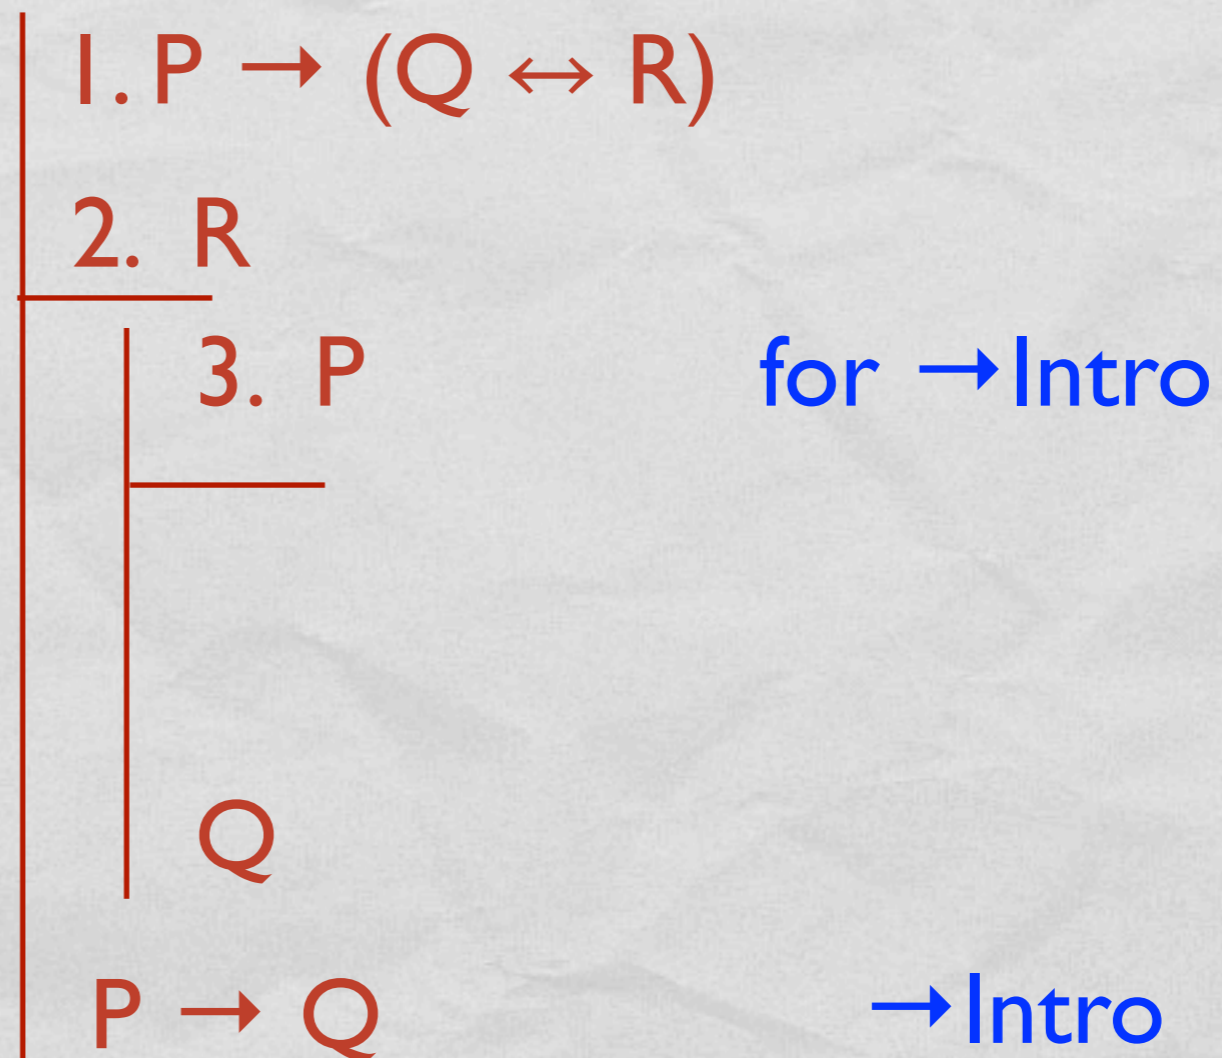 1. P → (Q ↔ R)
2. R
3. P for →Intro
Q
P → Q →Intro